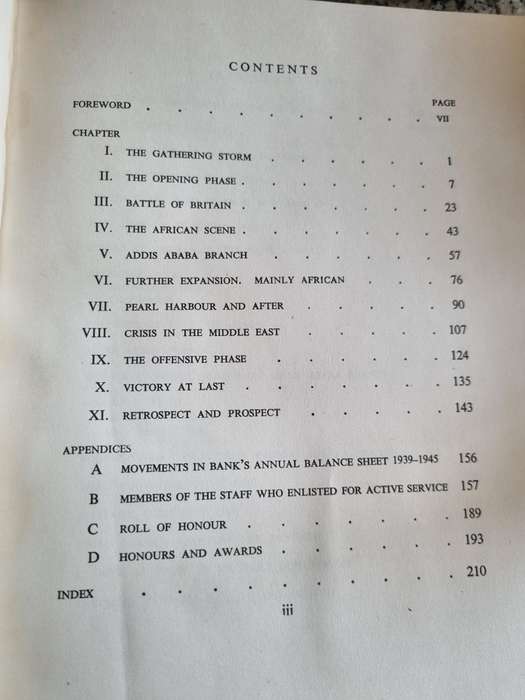 CONTENTS
FOREWORD . . . . . . . . . . PAGE VII
CHAPTER
I. THE GATHERING STORM . . . . . 1
II. THE OPENING PHASE . . . . . . 7
III. BATTLE OF BRITAIN . . . . . . 23
IV. THE AFRICAN SCENE . . . . . . 43
V. ADDIS ABABA BRANCH . . . . . 57
VI. FURTHER EXPANSION. MAINLY AFRICAN . . . 76
VII. PEARL HARBOUR AND AFTER . . . . . 90
VIII. CRISIS IN THE MIDDLE EAST . . . . . 107
IX. THE OFFENSIVE PHASE . . . . . . 124
X. VICTORY AT LAST . . . . . . . 135
XI. RETROSPECT AND PROSPECT . . . . . 143
APPENDICES
A MOVEMENTS IN BANK'S ANNUAL BALANCE SHEET 1939–1945 156
B MEMBERS OF THE STAFF WHO ENLISTED FOR ACTIVE SERVICE 157
C ROLL OF HONOUR . . . . . . . 189
D HONOURS AND AWARDS . . . . . . 193
INDEX . . . . . . . . . . 210
iii